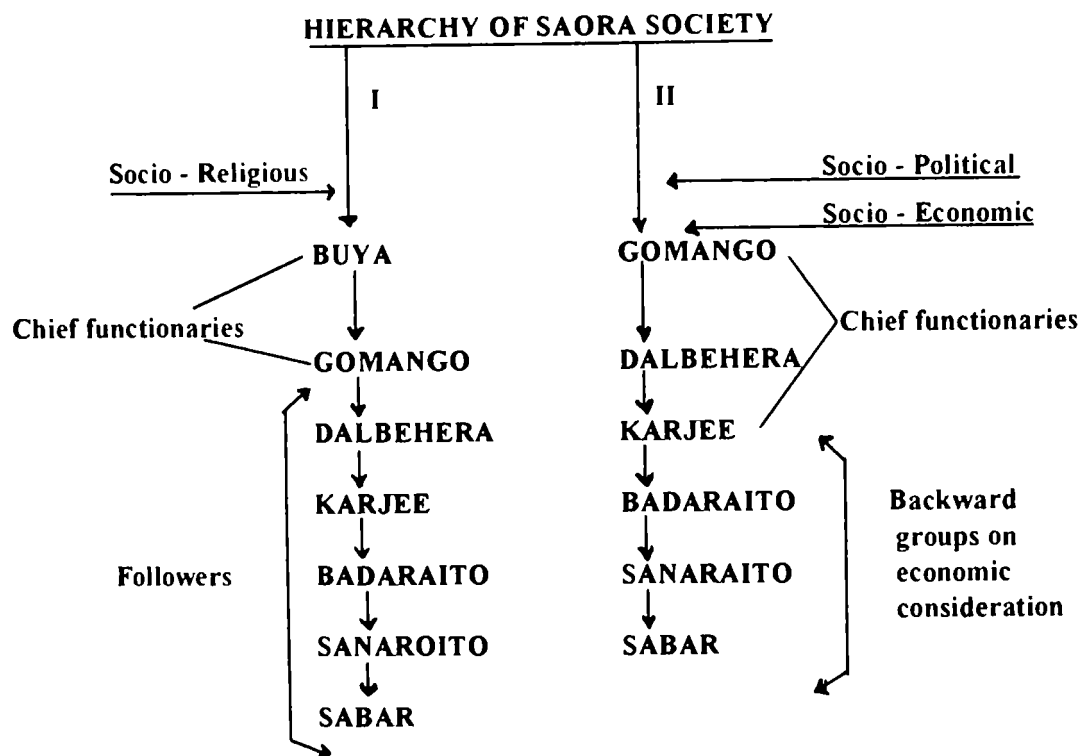 HIERARCHY OF SAORA SOCIETY
I
II
Socio - Religious
Socio - Political
Socio - Economic
BUYA
GOMANGO
Chief functionaries
Chief functionaries
GOMANGO
DALBEHERA
DALBEHERA
KARJEE
KARJEE
BADARAITO
Backward
groups on
economic
consideration
Followers
BADARAITO
SANARAITO
SANAROITO
SABAR
SABAR